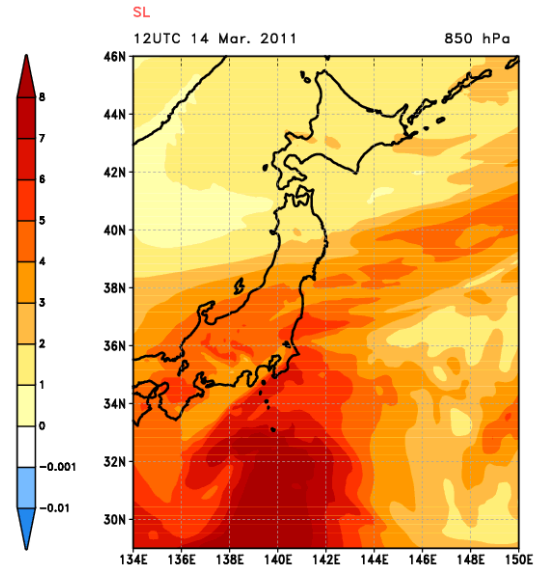 SL
12UTC 14 Mar. 2011 850 hPa
46N
44N
42N
40N
38N
36N
34N
32N
30N
134E 136E 138E 140E 142E 144E 146E 148E 150E
8
7
6
5
4
3
2
1
0
-0.001
-0.01